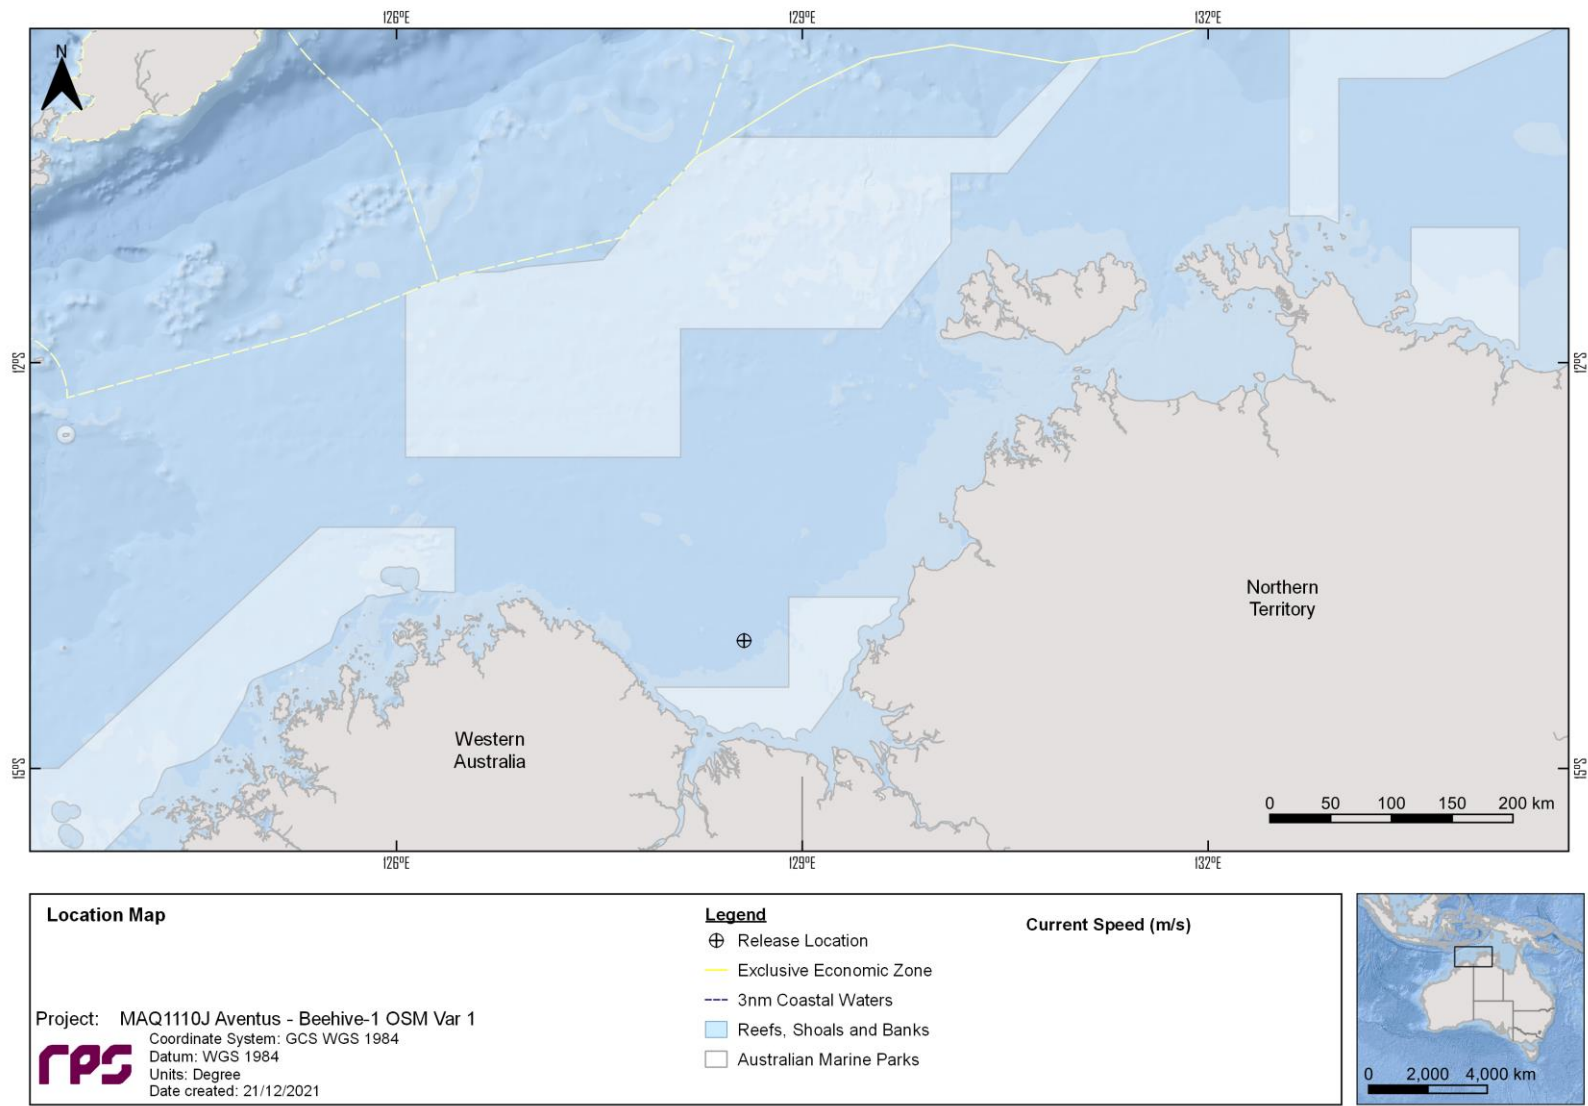 126°E
129°E
132°E
N
12°S
12°S
Northern
Territory
Western
Australia
15°S
15°S
0 50 100 150 200 km
126°E
129°E
132°E
Location Map
Legend
Release Location
Exclusive Economic Zone
3nm Coastal Waters
Reefs, Shoals and Banks
Australian Marine Parks
Current Speed (m/s)
Project: MAQ1110J Aventus - Beehive-1 OSM Var 1
Coordinate System: GCS WGS 1984
Datum: WGS 1984
Units: Degree
Date created: 21/12/2021
rps
0 2,000 4,000 km